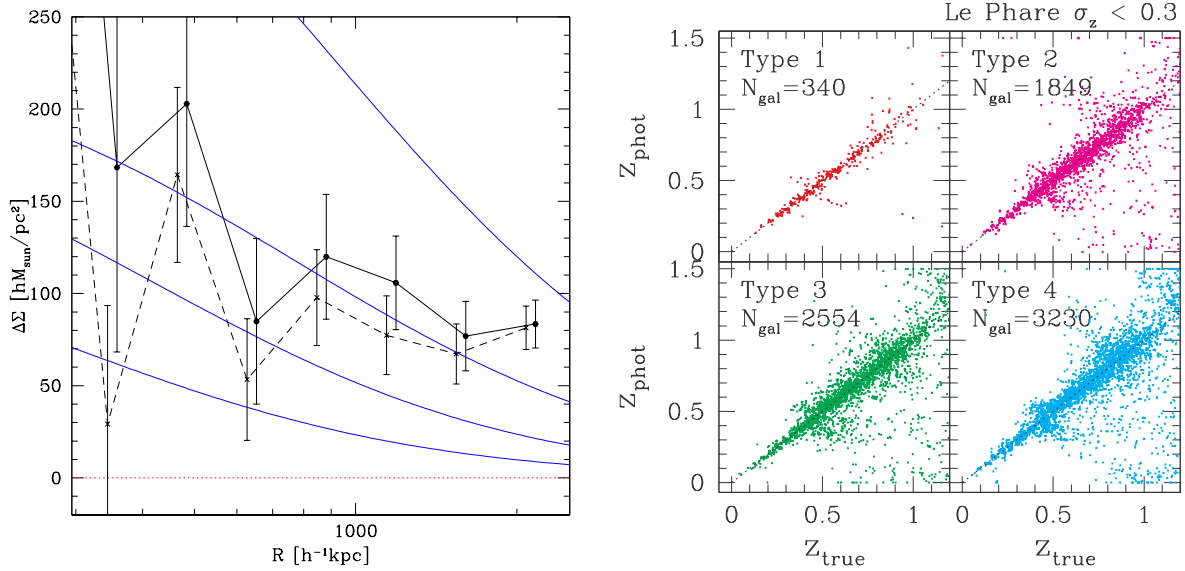 250
200
150
100
50
0
ΔΣ [hM_sun/pc²]
1000
R [h⁻¹kpc]
Le Phare σ_z < 0.3
1.5
1
0.5
0
Z_phot
Type 1
N_gal=340
Type 2
N_gal=1849
1.5
1
0.5
0
Z_phot
Type 3
N_gal=2554
Type 4
N_gal=3230
0 0.5 1
0 0.5 1
Z_true
Z_true